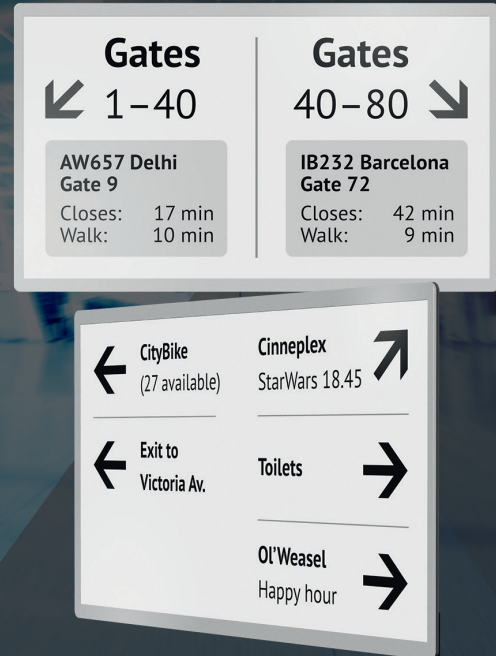 Gates
1–40
AW657 Delhi
Gate 9
Closes: 17 min
Walk: 10 min
Gates
40–80
IB232 Barcelona
Gate 72
Closes: 42 min
Walk: 9 min
CityBike
(27 available)
Exit to
Victoria Av.
Cinneplex
StarWars 18.45
Toilets
Ol'Weasel
Happy hour